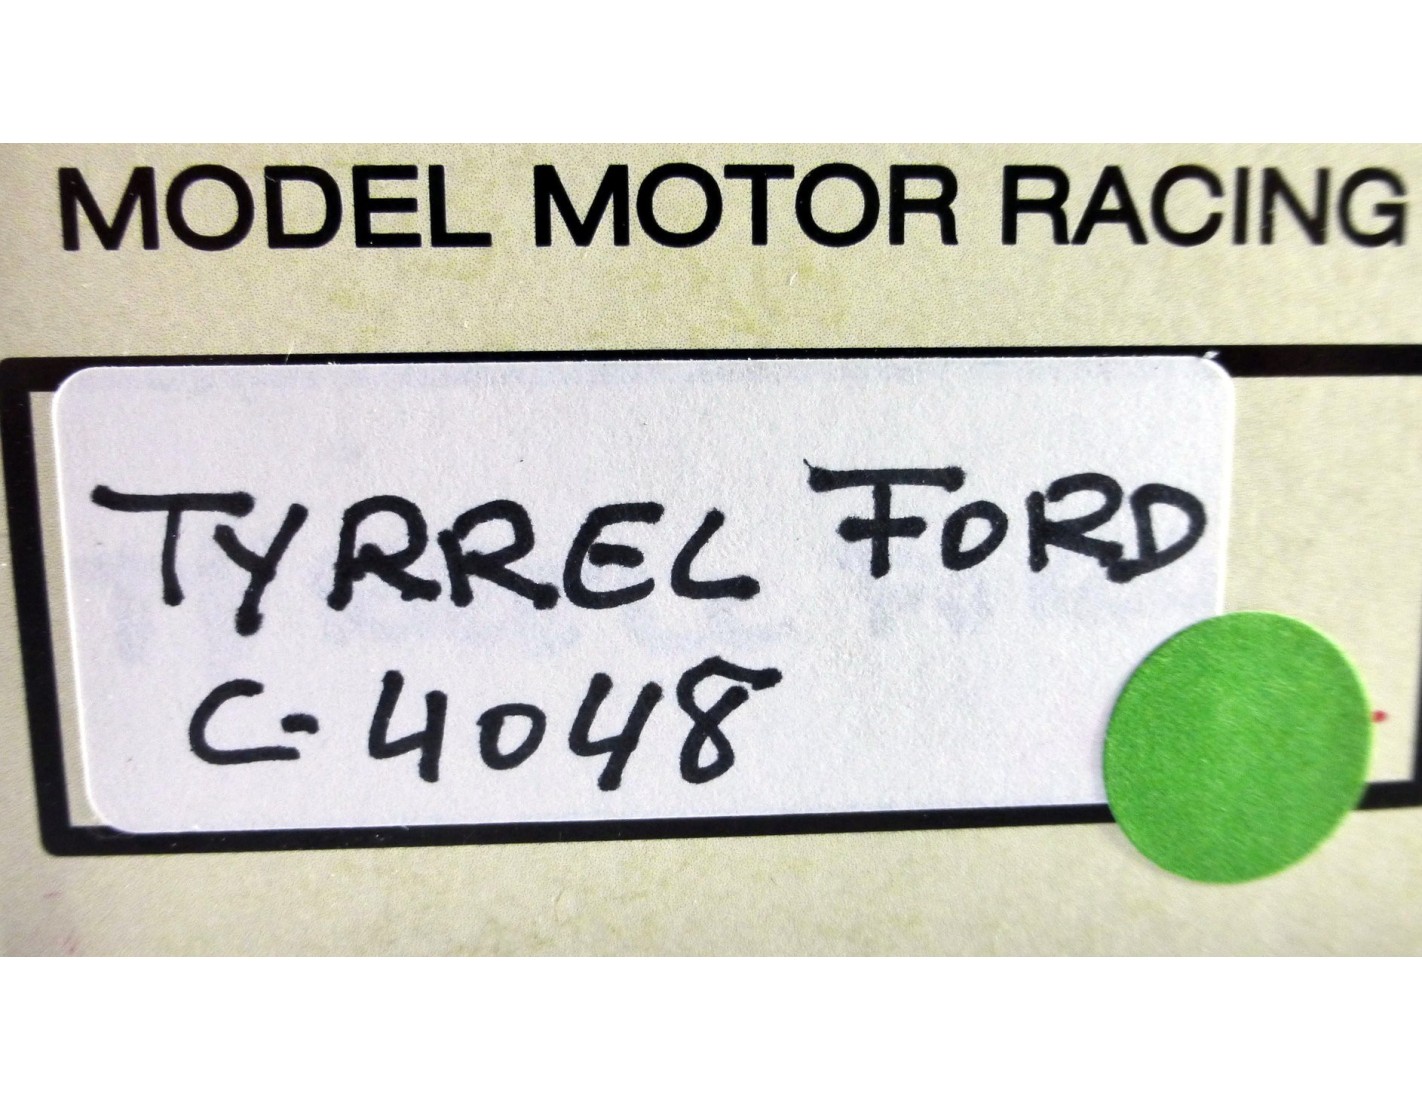 MODEL MOTOR RACING
TYRREL FORD
C-4048